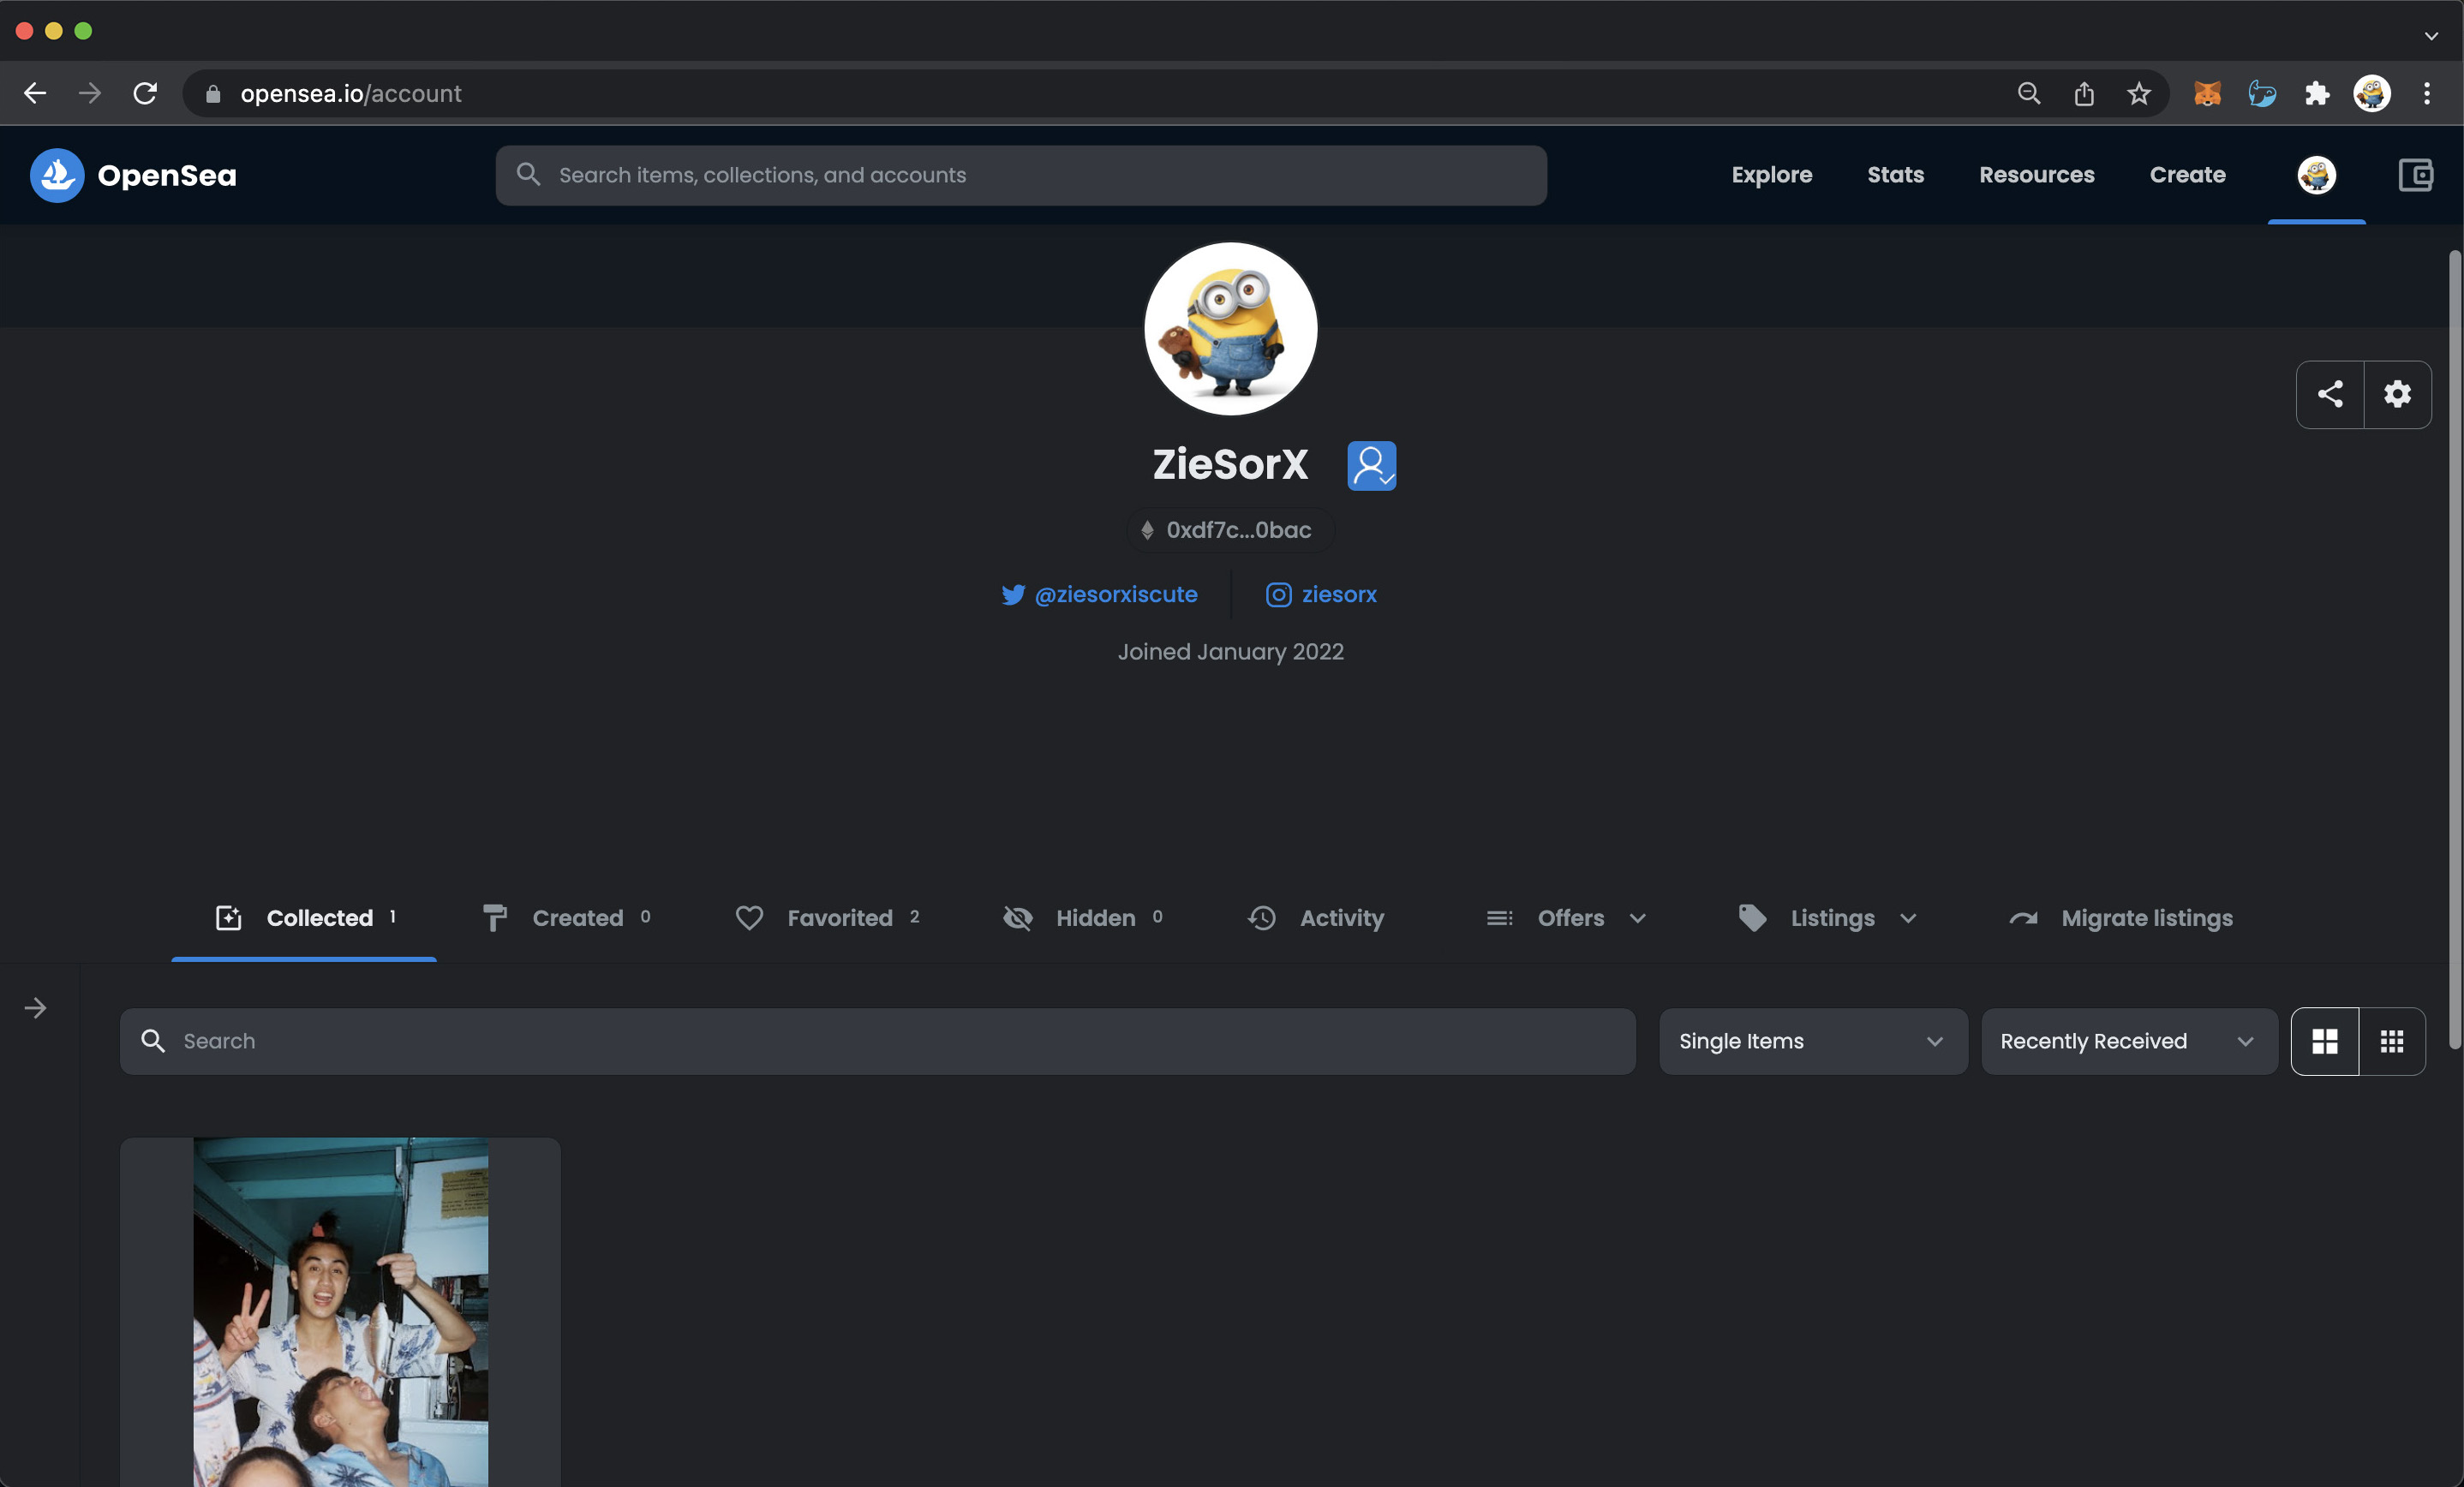 opensea.io/account
OpenSea
Search items, collections, and accounts
Explore
Stats
Resources
Create
ZieSorX
0xdf7c...0bac
@ziesorxiscute
ziesorx
Joined January 2022
Collected 1
Created 0
Favorited 2
Hidden 0
Activity
Offers
Listings
Migrate listings
Search
Single Items
Recently Received